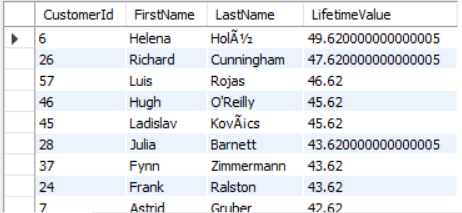 CustomerId FirstName LastName LifetimeValue
6 Helena HolÃ½ 49.620000000000005
26 Richard Cunningham 47.620000000000005
57 Luis Rojas 46.62
46 Hugh O'Reilly 45.62
45 Ladislav KovÃ¡cs 45.62
28 Julia Barnett 43.620000000000005
37 Fynn Zimmermann 43.62
24 Frank Ralston 43.62
7 Astrid Gruber 42.62